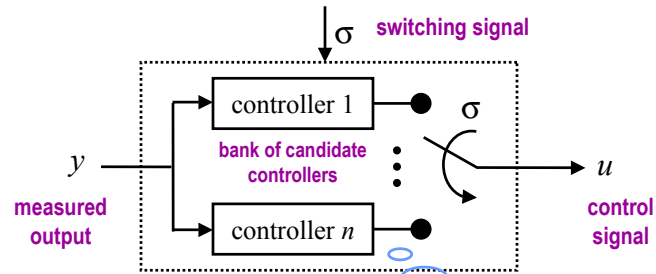 σ switching signal
controller 1
σ
bank of candidate
controllers
y
u
measured
output
control
signal
controller n